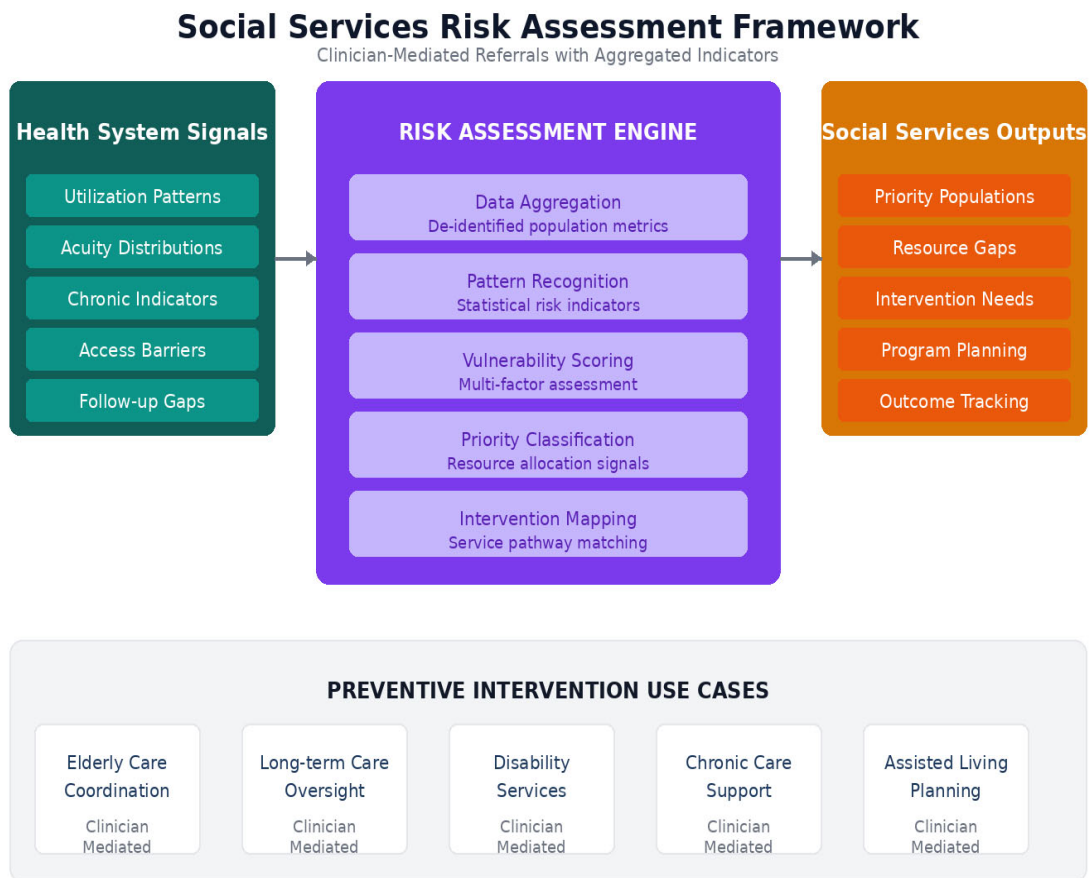 Social Services Risk Assessment Framework
Clinician-Mediated Referrals with Aggregated Indicators
Health System Signals
Utilization Patterns
Acuity Distributions
Chronic Indicators
Access Barriers
Follow-up Gaps
RISK ASSESSMENT ENGINE
Data Aggregation
De-identified population metrics
Pattern Recognition
Statistical risk indicators
Vulnerability Scoring
Multi-factor assessment
Priority Classification
Resource allocation signals
Intervention Mapping
Service pathway matching
Social Services Outputs
Priority Populations
Resource Gaps
Intervention Needs
Program Planning
Outcome Tracking
PREVENTIVE INTERVENTION USE CASES
Elderly Care
Coordination
Clinician
Mediated
Long-term Care
Oversight
Clinician
Mediated
Disability
Services
Clinician
Mediated
Chronic Care
Support
Clinician
Mediated
Assisted Living
Planning
Clinician
Mediated